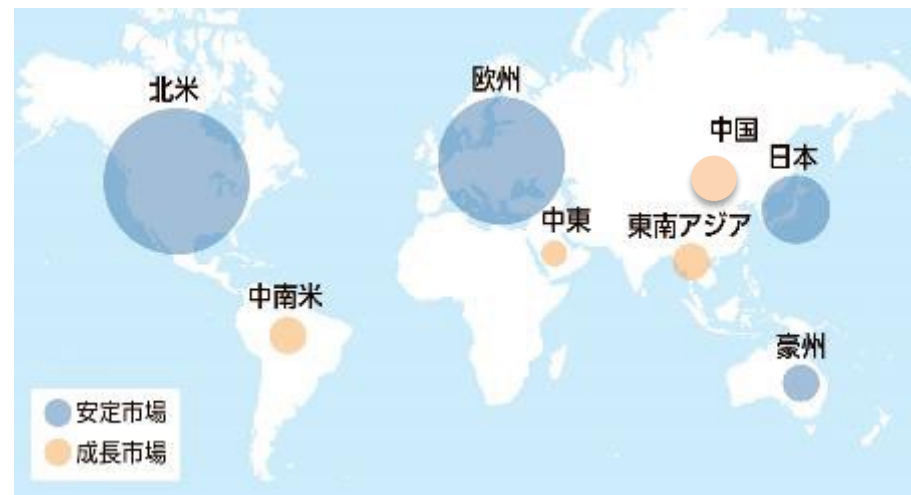 北米
欧州
中国
日本
中東
東南アジア
中南米
豪州
安定市場
成長市場